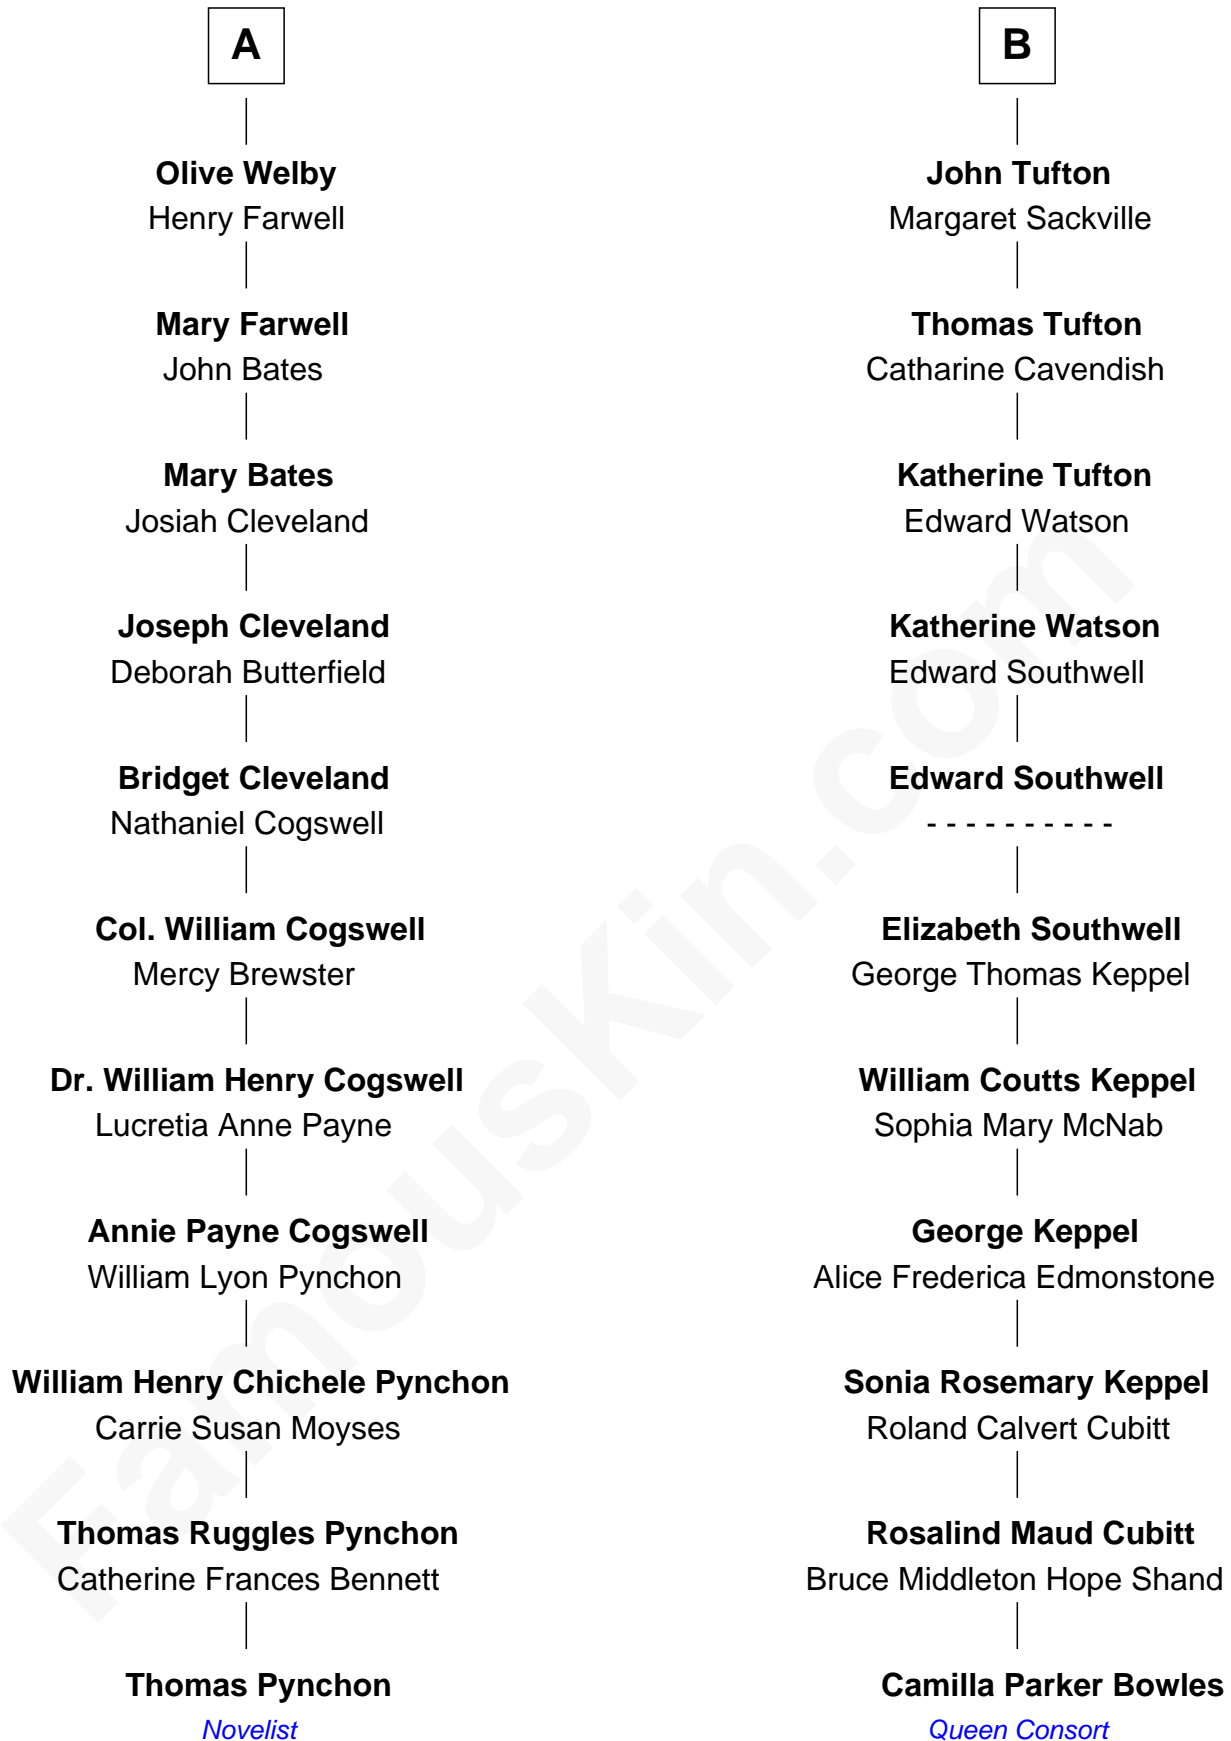 A
Olive Welby
Henry Farwell
Mary Farwell
John Bates
Mary Bates
Josiah Cleveland
Joseph Cleveland
Deborah Butterfield
Bridget Cleveland
Nathaniel Cogswell
Col. William Cogswell
Mercy Brewster
Dr. William Henry Cogswell
Lucretia Anne Payne
Annie Payne Cogswell
William Lyon Pynchon
William Henry Chichele Pynchon
Carrie Susan Moyses
Thomas Ruggles Pynchon
Catherine Frances Bennett
Thomas Pynchon
Novelist
B
John Tufton
Margaret Sackville
Thomas Tufton
Catharine Cavendish
Katherine Tufton
Edward Watson
Katherine Watson
Edward Southwell
Edward Southwell
- - - - - - - - - -
Elizabeth Southwell
George Thomas Keppel
William Coutts Keppel
Sophia Mary McNab
George Keppel
Alice Frederica Edmonstone
Sonia Rosemary Keppel
Roland Calvert Cubitt
Rosalind Maud Cubitt
Bruce Middleton Hope Shand
Camilla Parker Bowles
Queen Consort
FamousKin.com